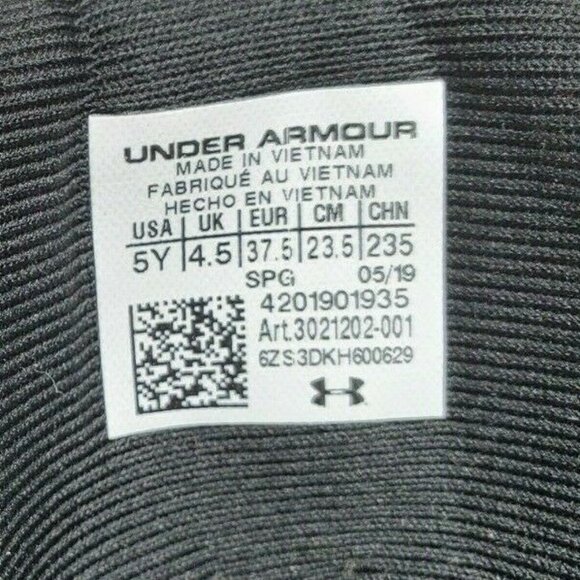 UNDER ARMOUR
MADE IN VIETNAM
FABRIQUÉ AU VIETNAM
HECHO EN VIETNAM
USA UK EUR CM CHN
5Y 4.5 37.5 23.5 235
SPG 05/19
4201901935
Art.3021202-001
6ZS3DKH600629